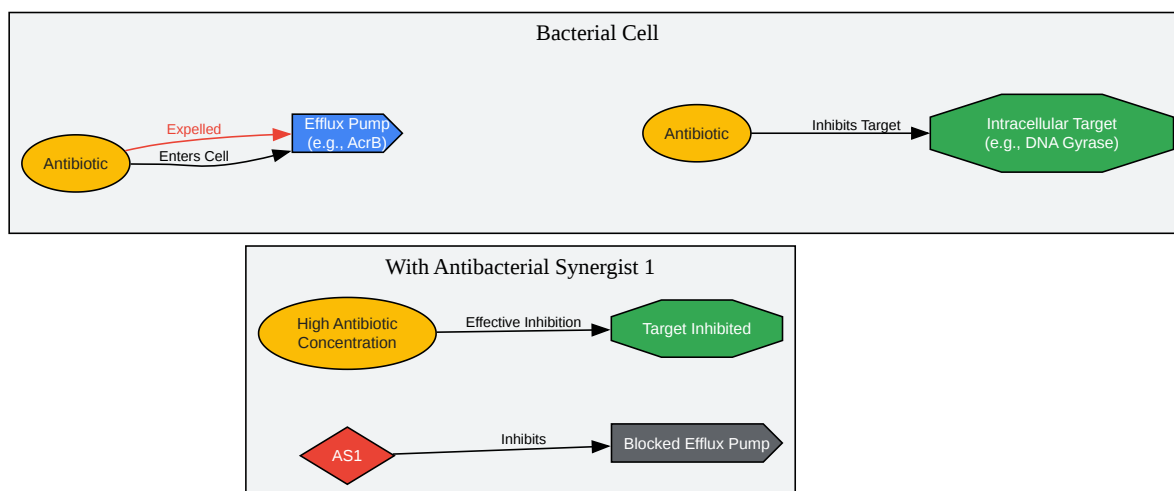 Bacterial Cell
Expelled
Enters Cell
Antibiotic
Efflux Pump
(e.g., AcrB)
Antibiotic
Inhibits Target
Intracellular Target
(e.g., DNA Gyrase)
With Antibacterial Synergist 1
High Antibiotic
Concentration
Effective Inhibition
Target Inhibited
AS1
Inhibits
Blocked Efflux Pump